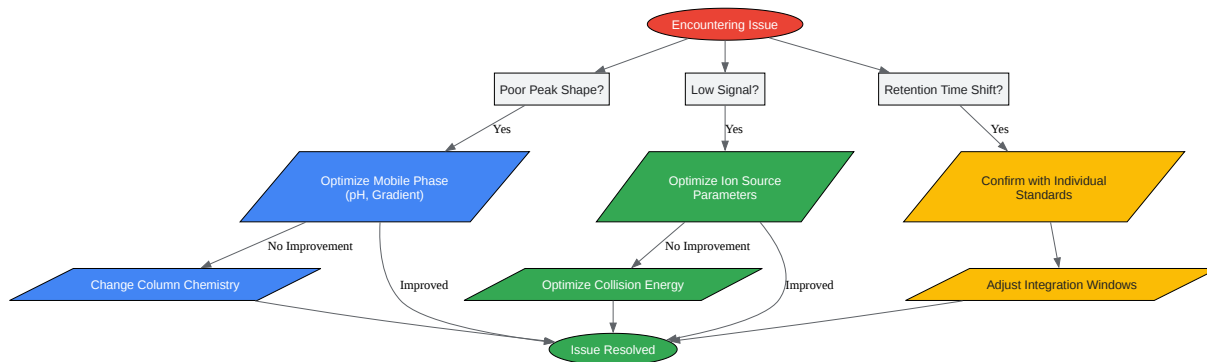 Encountering Issue
Poor Peak Shape?
Low Signal?
Retention Time Shift?
Yes
Yes
Yes
Optimize Mobile Phase
(pH, Gradient)
Optimize Ion Source
Parameters
Confirm with Individual
Standards
No Improvement
No Improvement
Change Column Chemistry
Improved
Optimize Collision Energy
Improved
Adjust Integration Windows
Issue Resolved